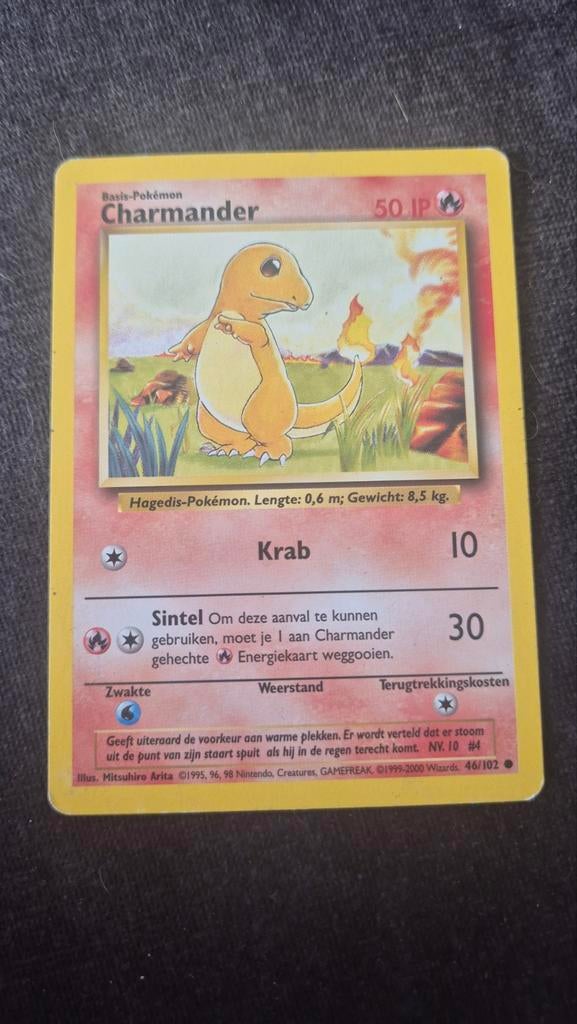 Basis-Pokémon
Charmander 50 IP
Hagedis-Pokémon. Lengte: 0,6 m; Gewicht: 8,5 kg.
Krab 10
Sintel Om deze aanval te kunnen
gebruiken, moet je 1 aan Charmander
gehechte Energiekaart weggooien.
30
Zwakte Weerstand Terugtrekkingskosten
Geeft uiteraard de voorkeur aan warme plekken. Er wordt verteld dat er stoom
uit de punt van zijn staart spuit als hij in de regen terecht komt. NV. 10 #4
Illus. Mitsuhiro Arita ©1995, 96, 98 Nintendo, Creatures, GAMEFREAK. ©1999-2000 Wizards. 46/102